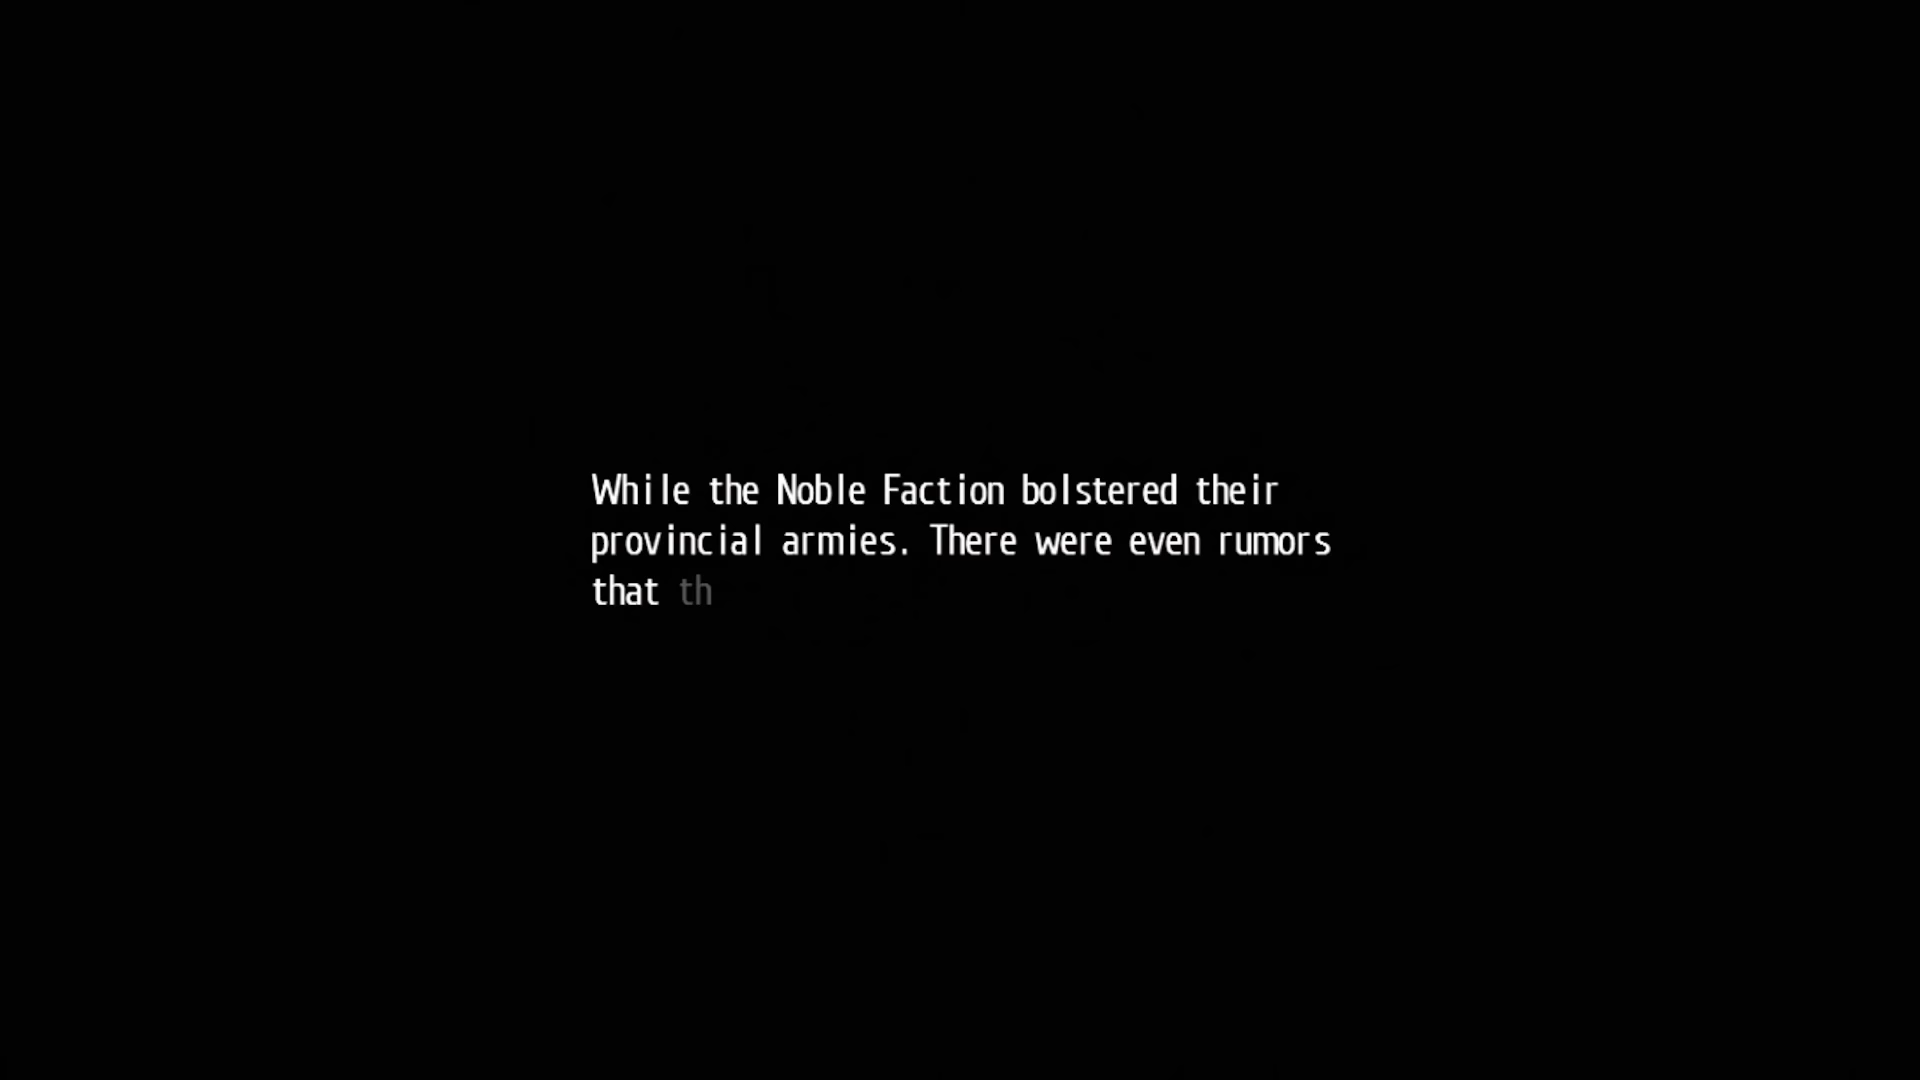 While the Noble Faction bolstered their
provincial armies. There were even rumors
that th